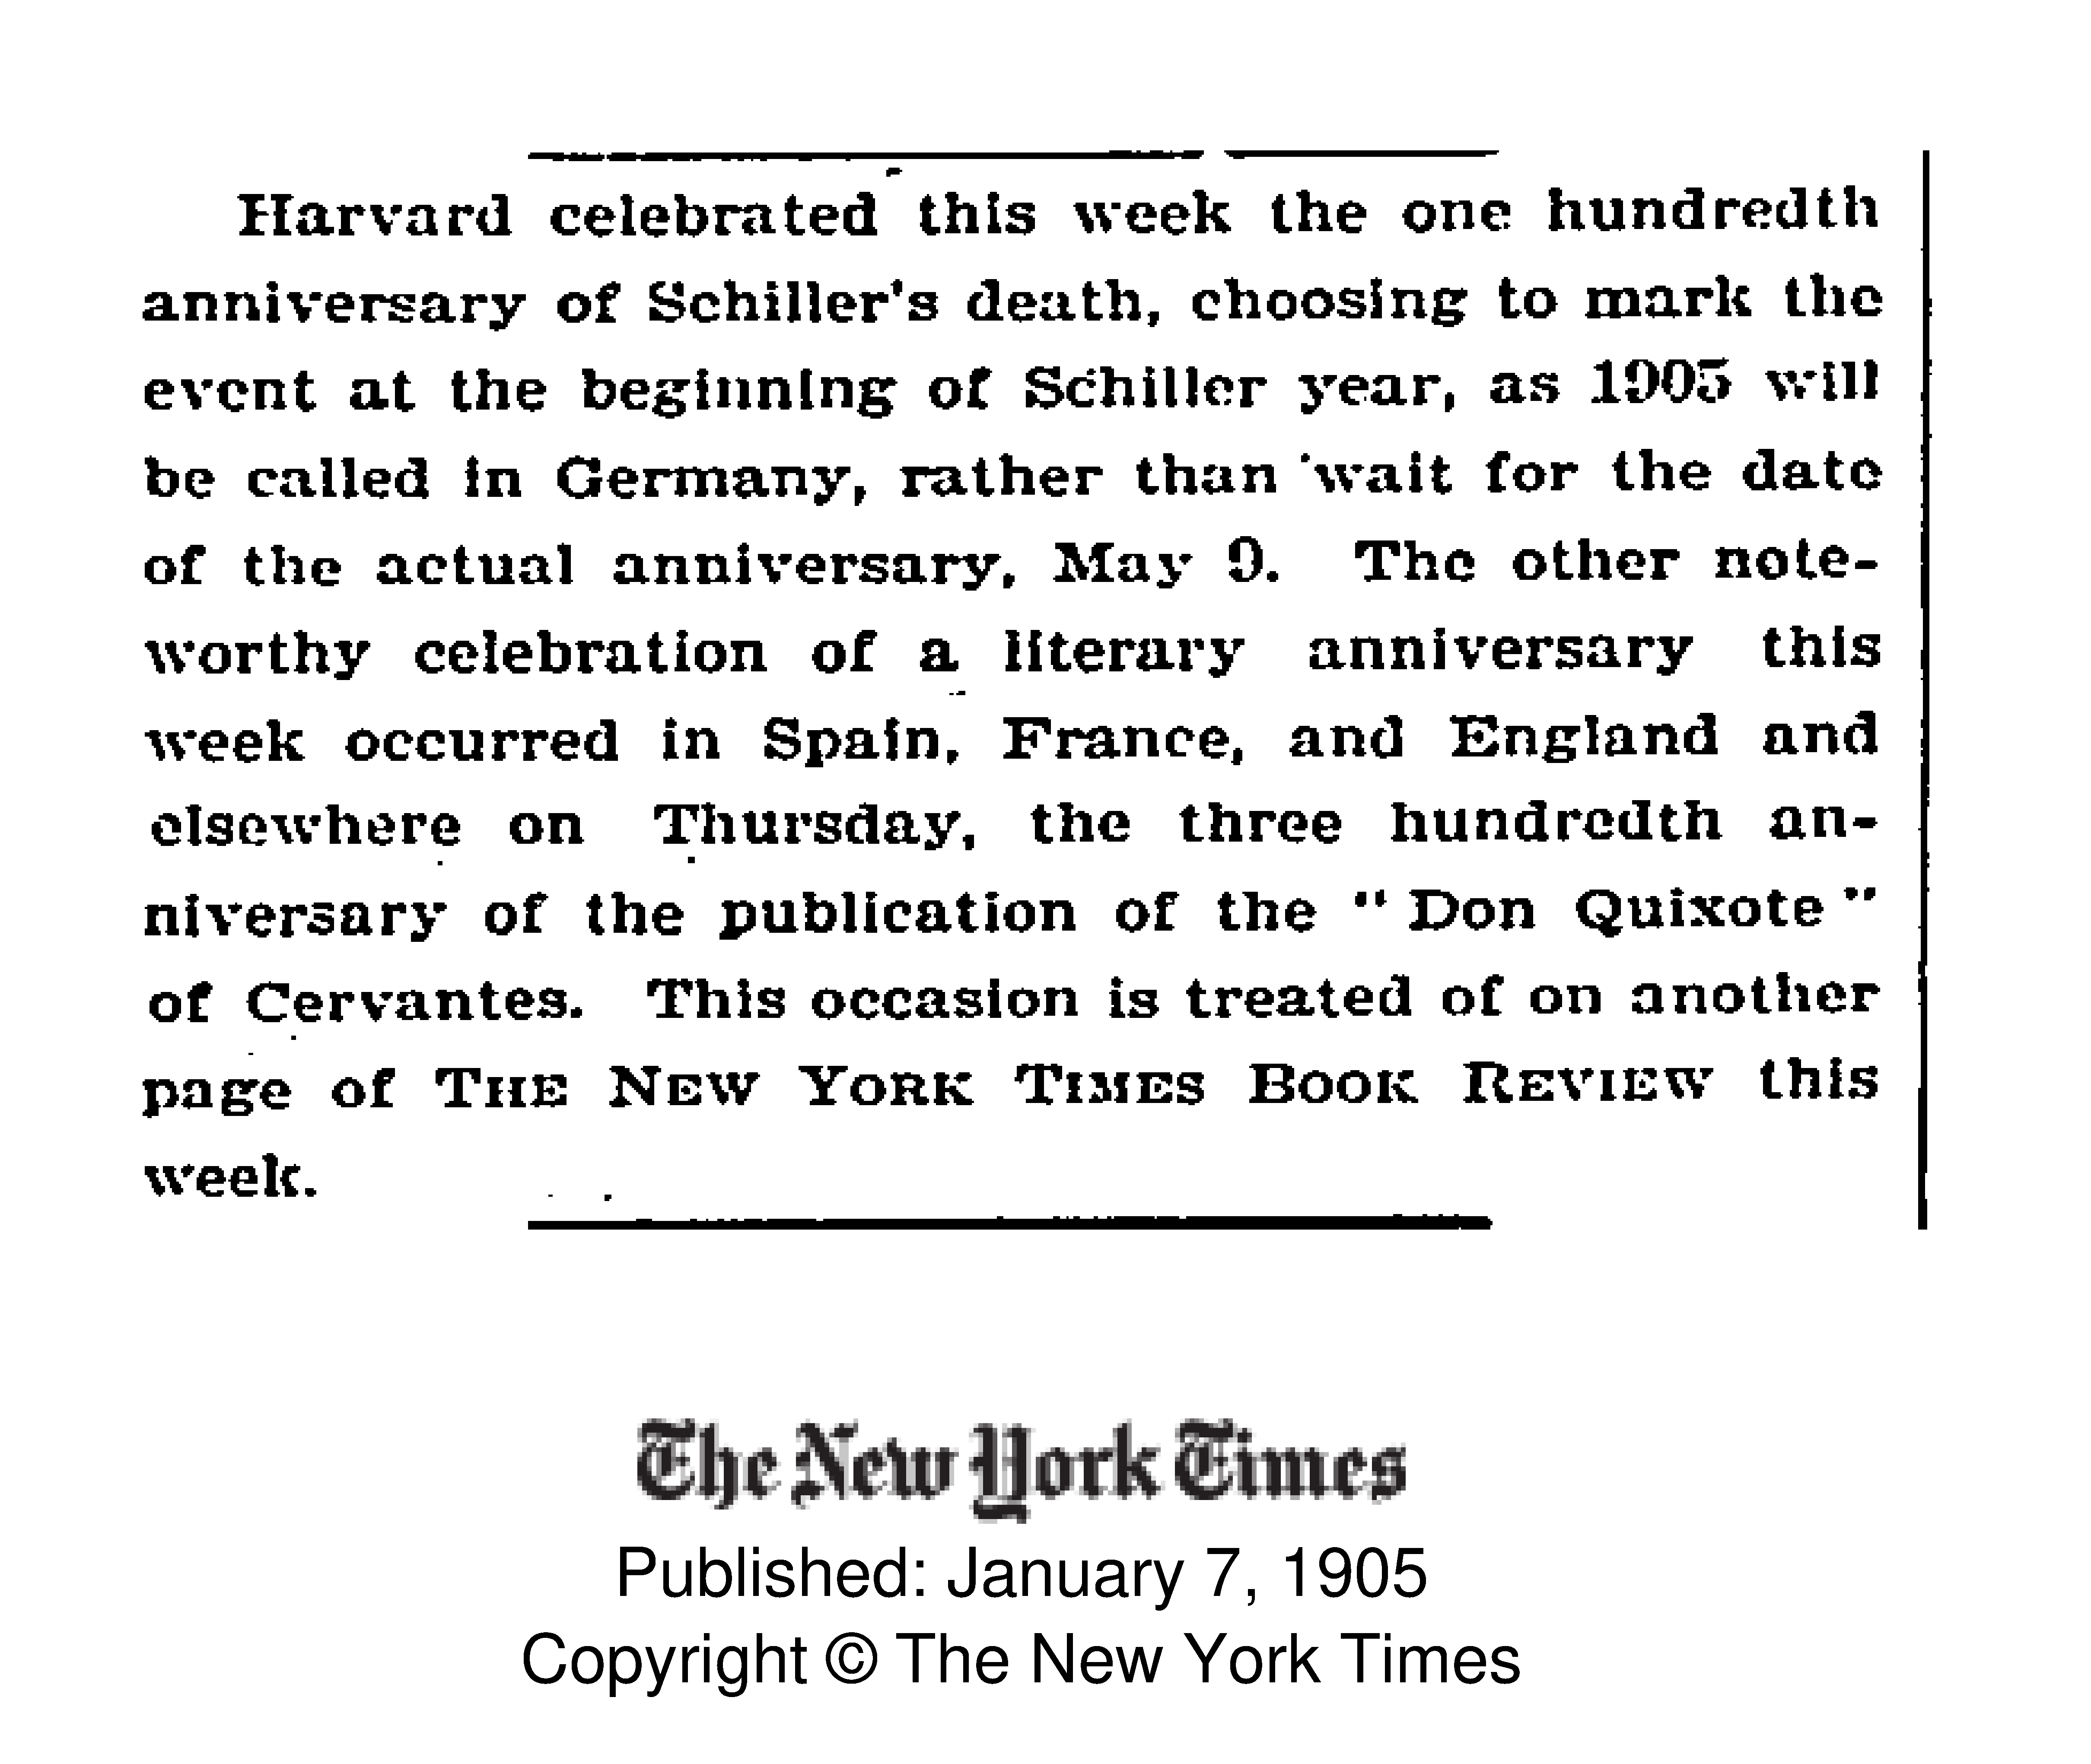 Harvard celebrated this week the one hundredth
anniversary of Schiller's death, choosing to mark the
event at the beginning of Schiller year, as 1905 will
be called in Germany, rather than wait for the date
of the actual anniversary, May 9. The other note-
worthy celebration of a literary anniversary this
week occurred in Spain, France, and England and
elsewhere on Thursday, the three hundredth an-
niversary of the publication of the " Don Quixote "
of Cervantes. This occasion is treated of on another
page of THE NEW YORK TIMES BOOK REVIEW this
week.
The New York Times
Published: January 7, 1905
Copyright © The New York Times